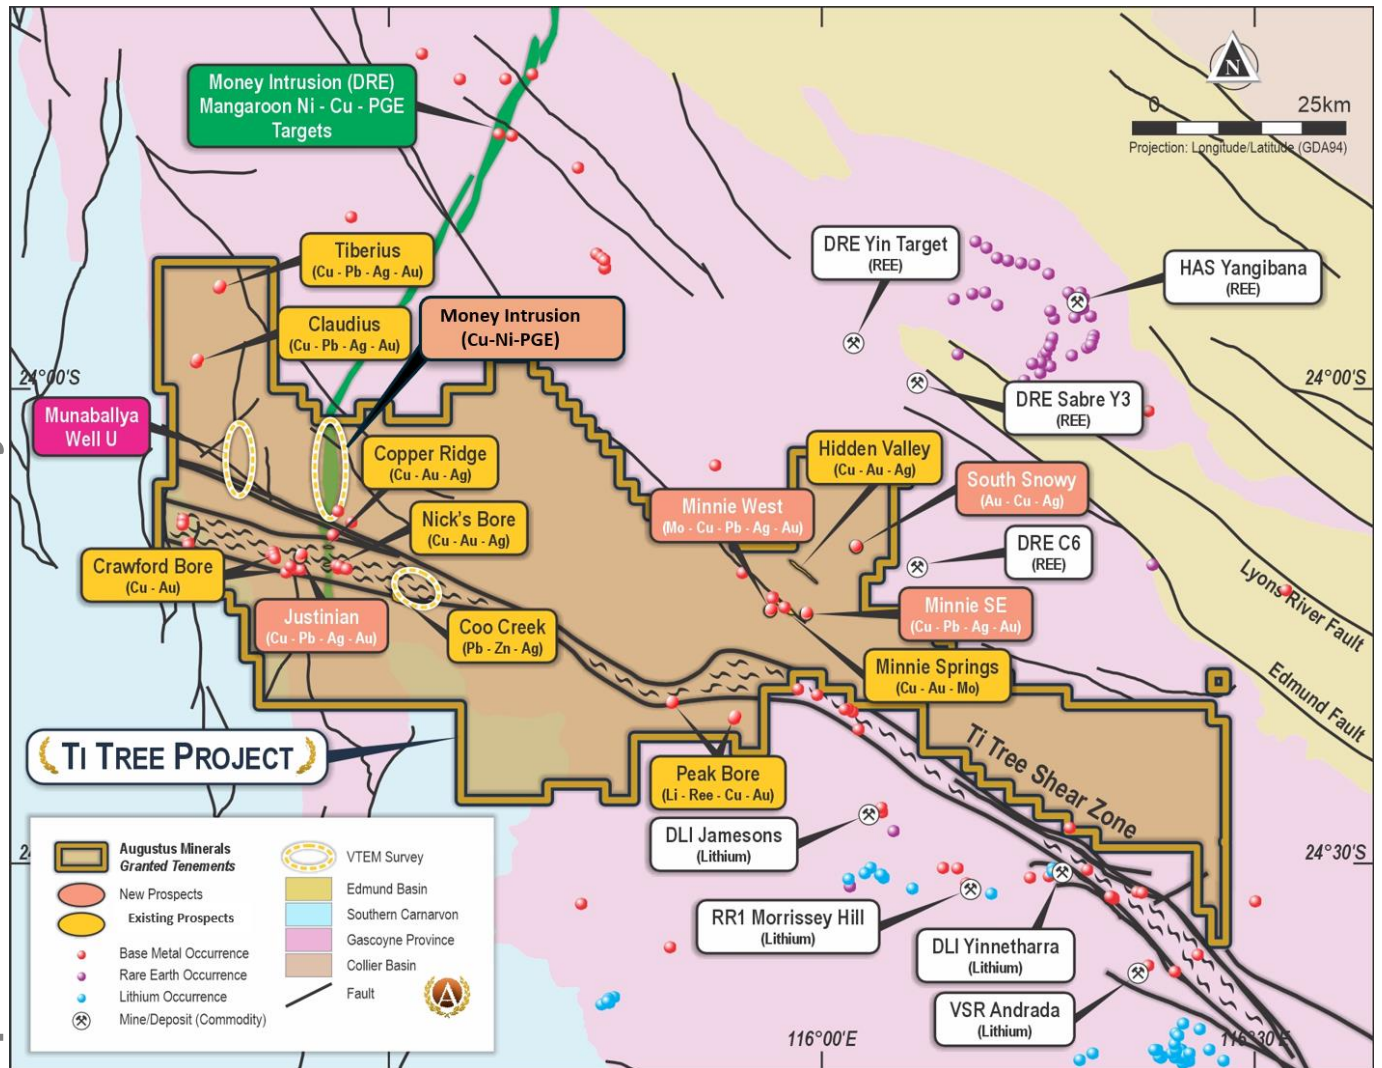 Money Intrusion (DRE)
Mangaroon Ni - Cu - PGE
Targets
N
0 25km
Projection: Longitude/Latitude (GDA94)
Tiberius
(Cu - Pb - Ag - Au)
DRE Yin Target
(REE)
HAS Yangibana
(REE)
Claudius
(Cu - Pb - Ag - Au)
Money Intrusion
(Cu-Ni-PGE)
24°00'S
24°00'S
DRE Sabre Y3
(REE)
Munaballya
Well U
Copper Ridge
(Cu - Au - Ag)
Hidden Valley
(Cu - Au - Ag)
South Snowy
(Au - Cu - Ag)
Minnie West
(Mo - Cu - Pb - Ag - Au)
Nick's Bore
(Cu - Au - Ag)
DRE C6
(REE)
Crawford Bore
(Cu - Au)
Justinian
(Cu - Pb - Ag - Au)
Coo Creek
(Pb - Zn - Ag)
Minnie SE
(Cu - Pb - Ag - Au)
Minnie Springs
(Cu - Au - Mo)
Lyons River Fault
Edmund Fault
TI TREE PROJECT
Peak Bore
(Li - Ree - Cu - Au)
Ti Tree Shear Zone
DLI Jamesons
(Lithium)
24°30'S
RR1 Morrissey Hill
(Lithium)
DLI Yinnetharra
(Lithium)
VSR Andrada
(Lithium)
116°00'E
116°30'E
Augustus Minerals
Granted Tenements
New Prospects
Existing Prospects
Base Metal Occurrence
Rare Earth Occurrence
Lithium Occurrence
Mine/Deposit (Commodity)
VTEM Survey
Edmund Basin
Southern Carnarvon
Gascoyne Province
Collier Basin
Fault
A